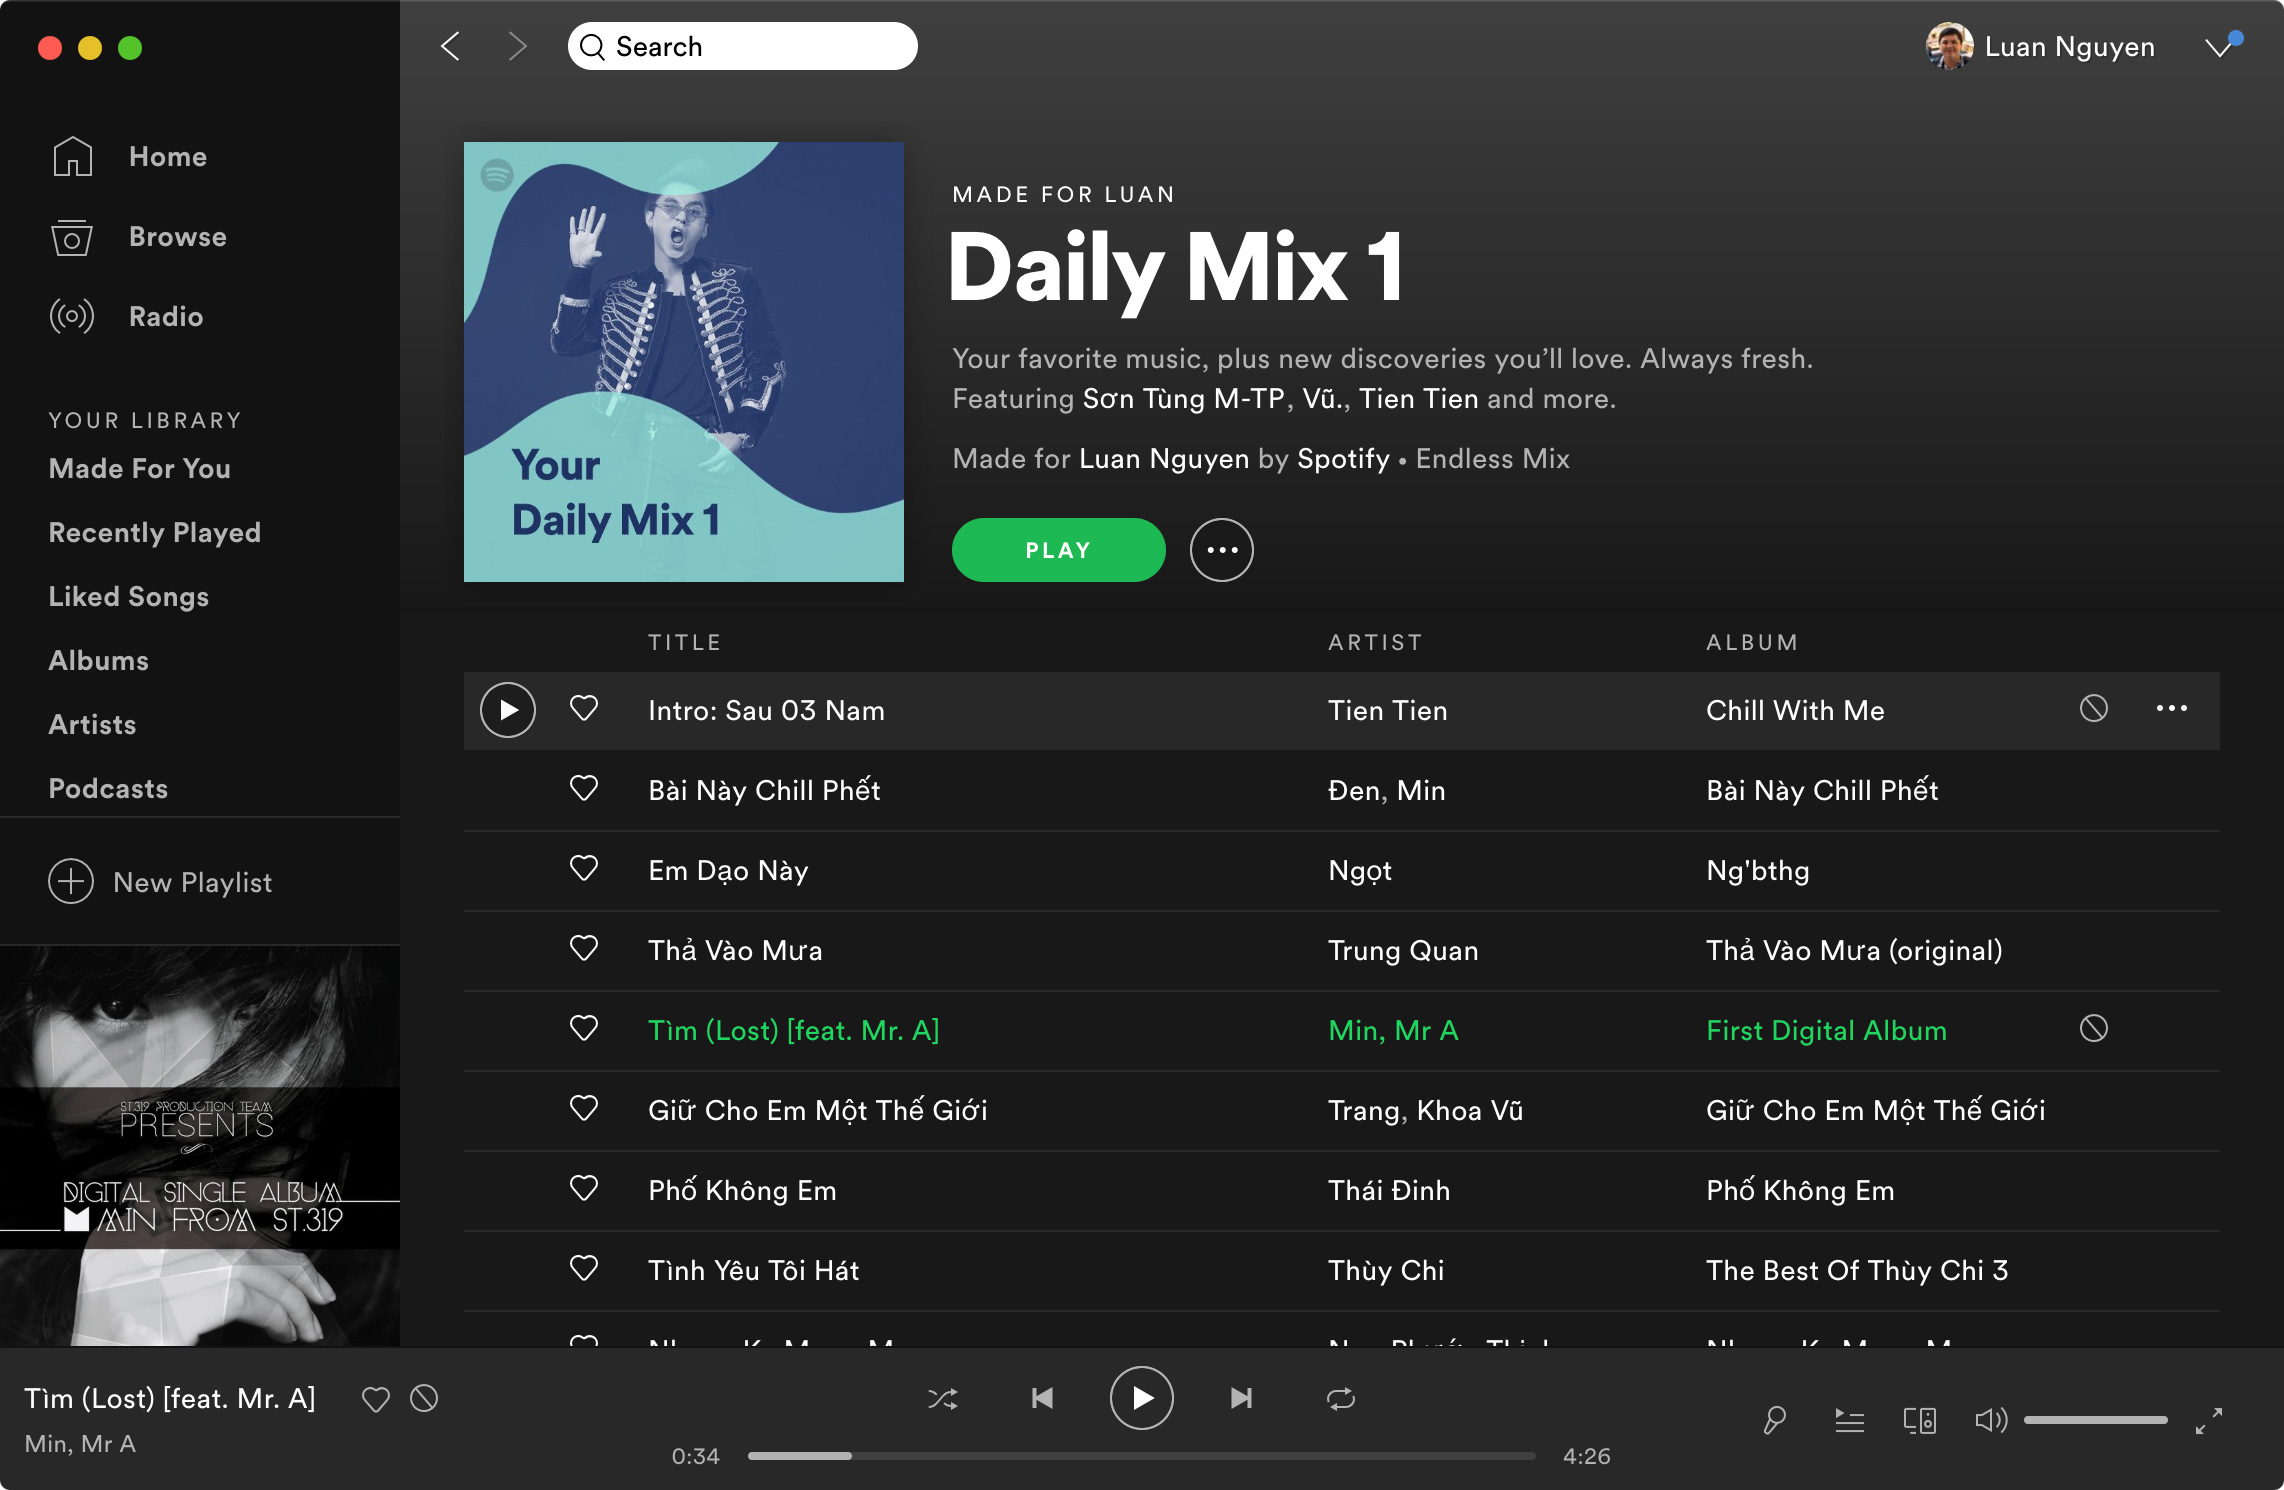 Search
Luan Nguyen
Home
Browse
Radio
YOUR LIBRARY
Made For You
Recently Played
Liked Songs
Albums
Artists
Podcasts
New Playlist
ST.319 PRODUCTION TEAM
PRESENTS
DIGITAL SINGLE ALBUM
MIN FROM ST.319
Your
Daily Mix 1
MADE FOR LUAN
Daily Mix 1
Your favorite music, plus new discoveries you’ll love. Always fresh.
Featuring Sơn Tùng M-TP, Vũ., Tien Tien and more.
Made for Luan Nguyen by Spotify • Endless Mix
PLAY
TITLE ARTIST ALBUM
Intro: Sau 03 Nam Tien Tien Chill With Me
Bài Này Chill Phết Đen, Min Bài Này Chill Phết
Em Dạo Này Ngọt Ng'bthg
Thả Vào Mưa Trung Quan Thả Vào Mưa (original)
Tìm (Lost) [feat. Mr. A] Min, Mr A First Digital Album
Giữ Cho Em Một Thế Giới Trang, Khoa Vũ Giữ Cho Em Một Thế Giới
Phố Không Em Thái Đinh Phố Không Em
Tình Yêu Tôi Hát Thùy Chi The Best Of Thùy Chi 3
Tìm (Lost) [feat. Mr. A]
Min, Mr A
0:34 4:26